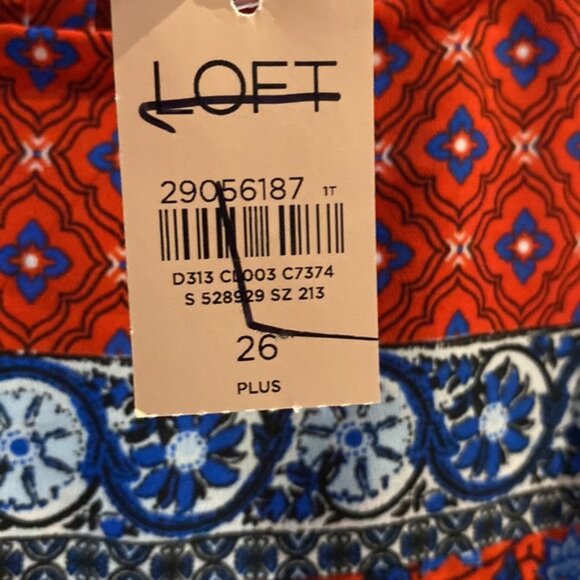 LOFT
29056187 1T
D313 CL003 C7374
S 528929 SZ 213
26
PLUS